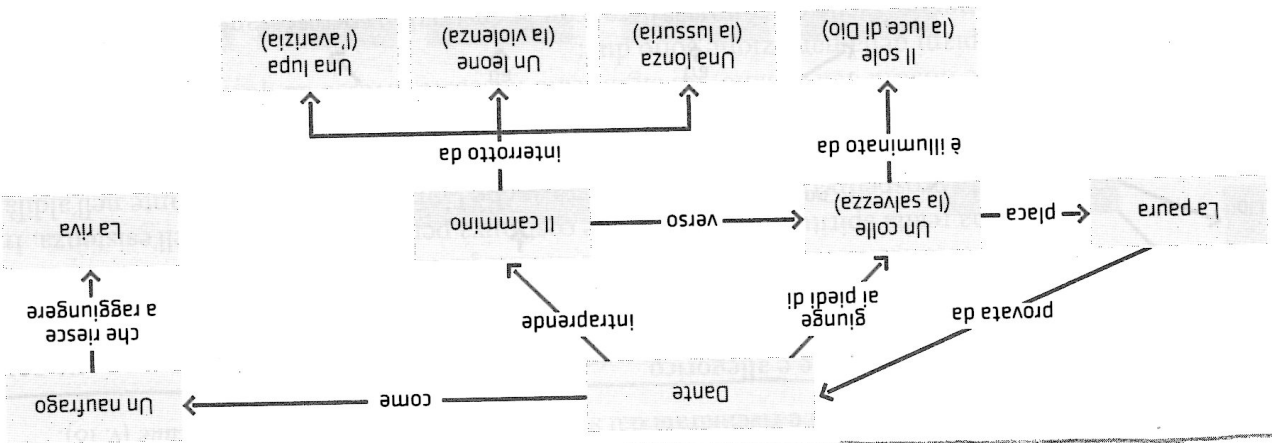 Dante
come
Un naufrago
provata da
giunge
ai piedi di
intraprende
che riesce
a raggiungere
La paura
placa
Un colle
(la salvezza)
verso
Il cammino
La riva
è illuminato da
interrotto da
Il sole
(la luce di Dio)
Una lonza
(la lussuria)
Un leone
(la violenza)
Una lupa
(l'avarizia)